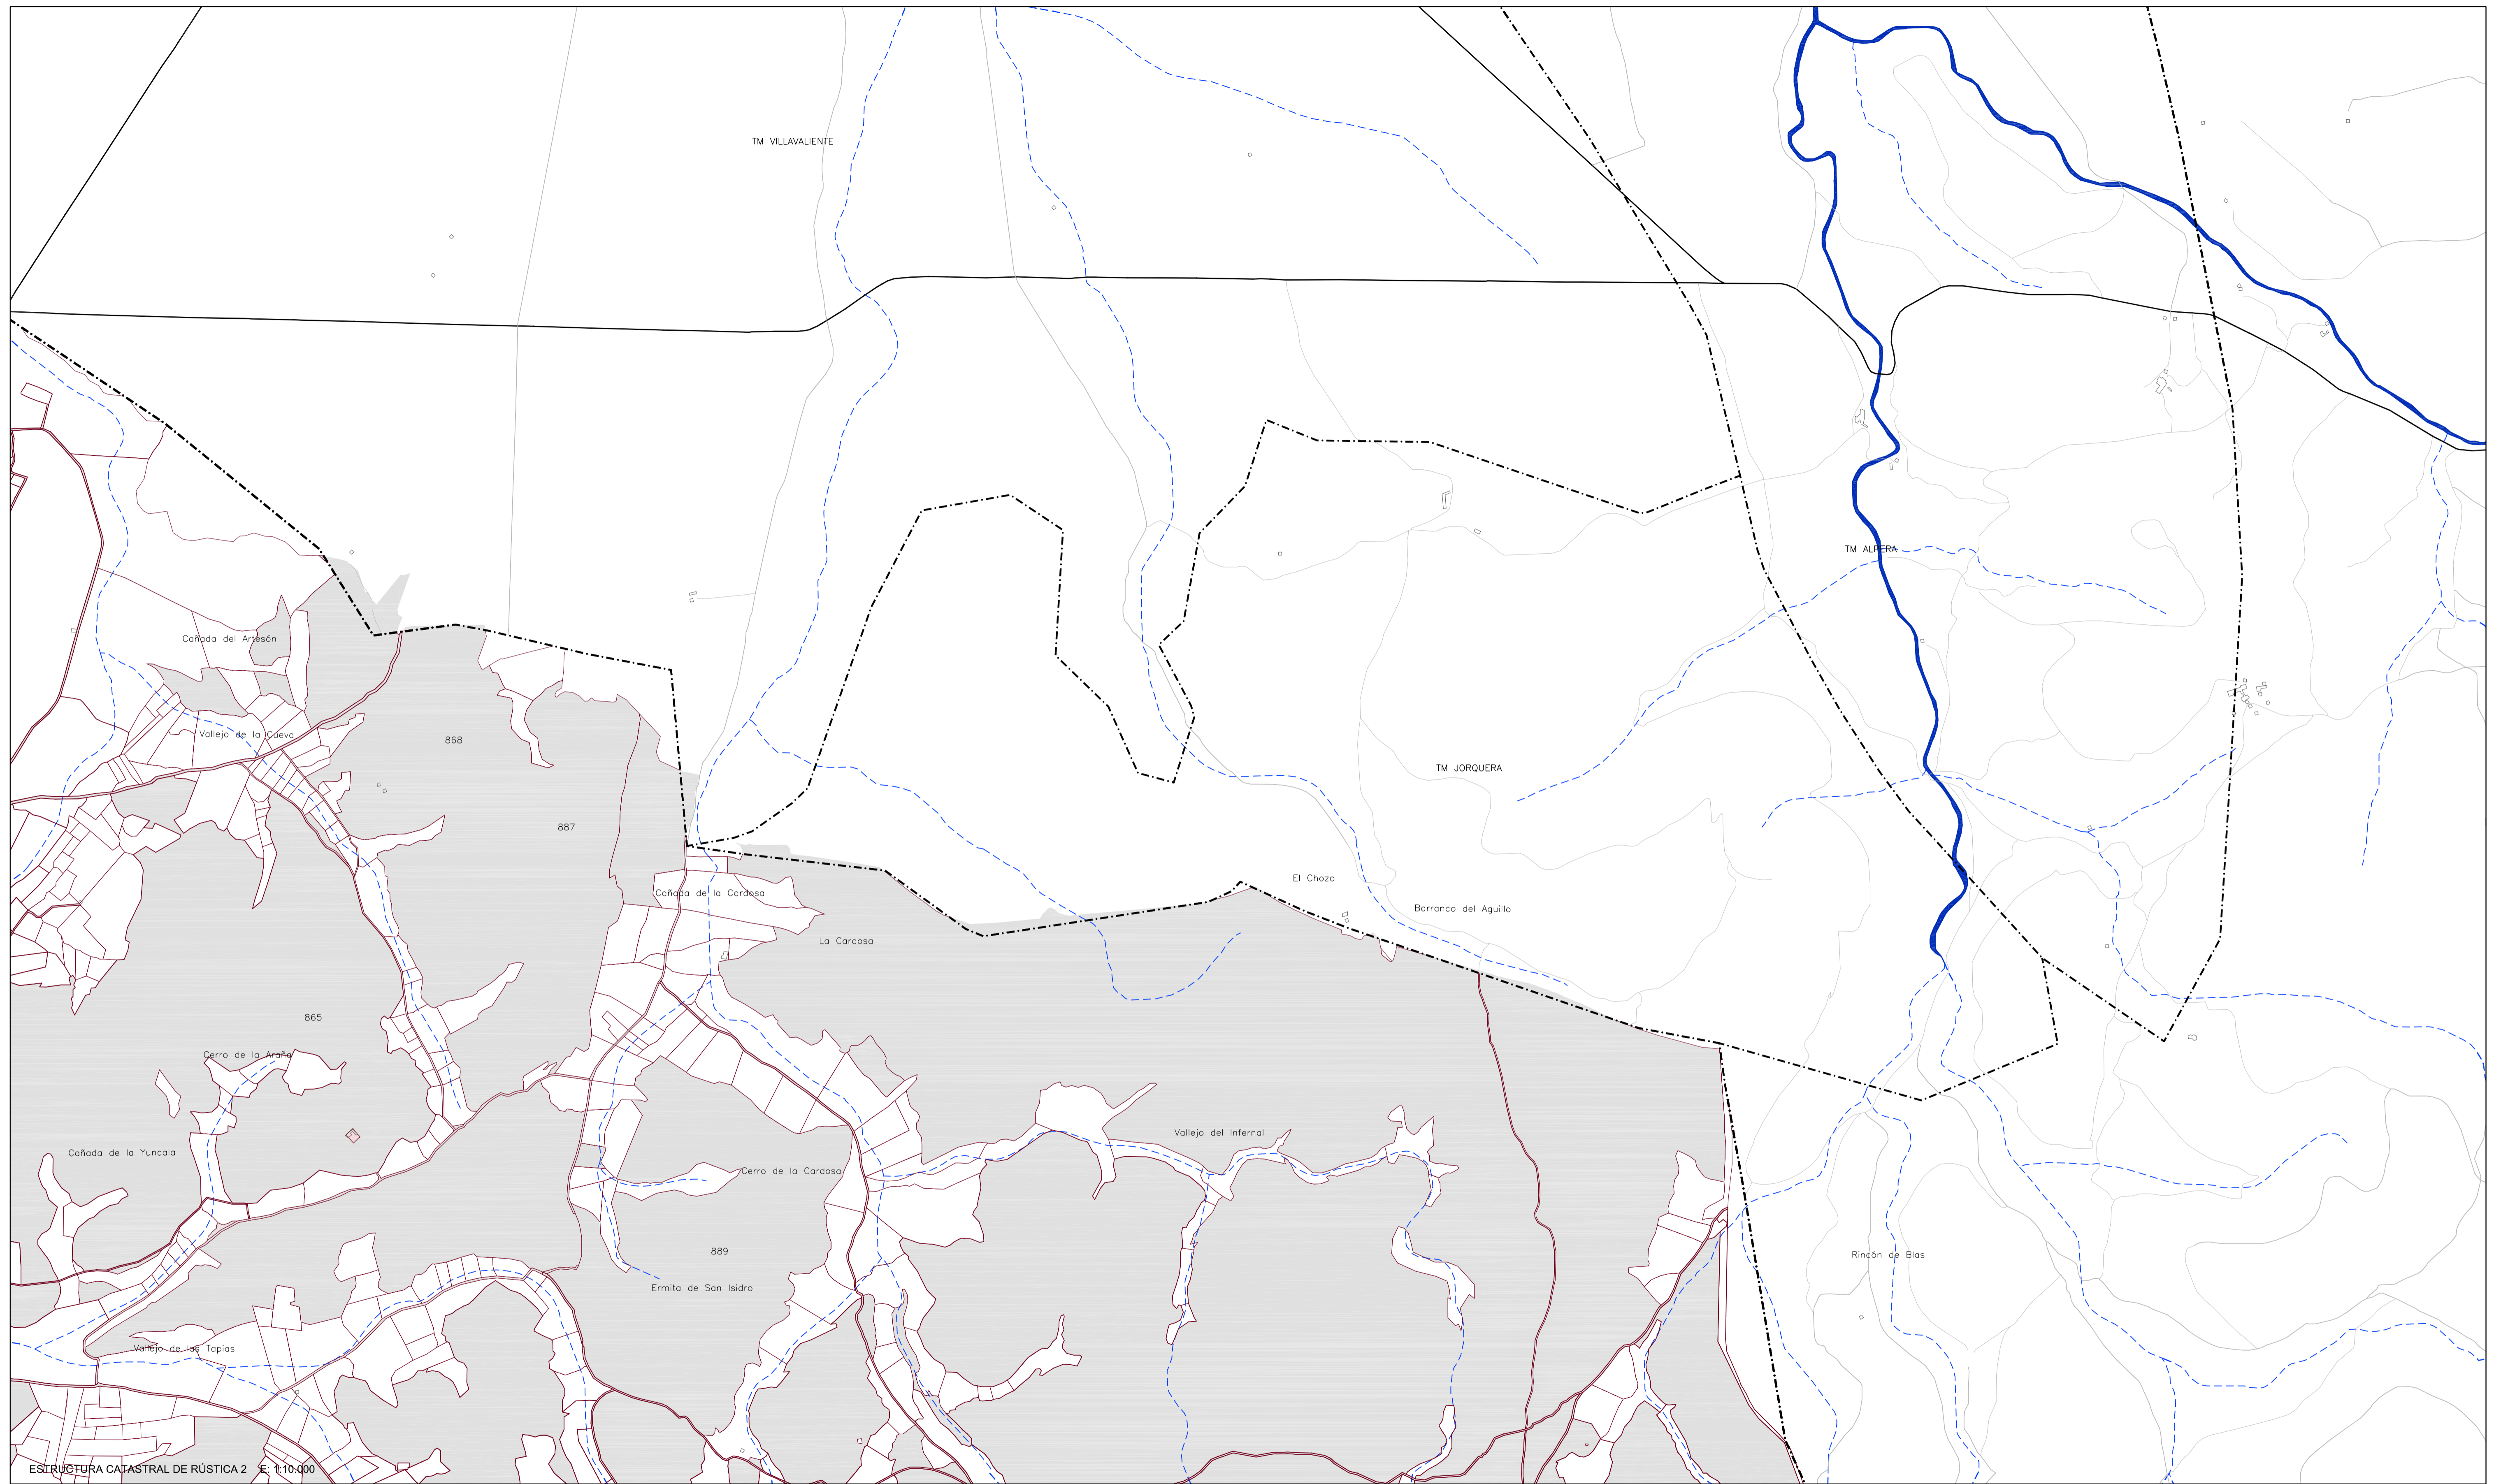 TM VILLAVALIENTE
TM ALPERA
Cañada del Artesón
Vallejo de la Cueva
868
TM JORQUERA
887
El Chozo
Cañada de la Cardosa
Barranco del Aguillo
La Cardosa
865
Cerro de la Araña
Vallejo del Infernal
Cañada de la Yuncala
Cerro de la Cardosa
889
Rincón de Blas
Ermita de San Isidro
Vallejo de las Tapias
ESTRUCTURA CATASTRAL DE RÚSTICA 2 E: 1:10.000